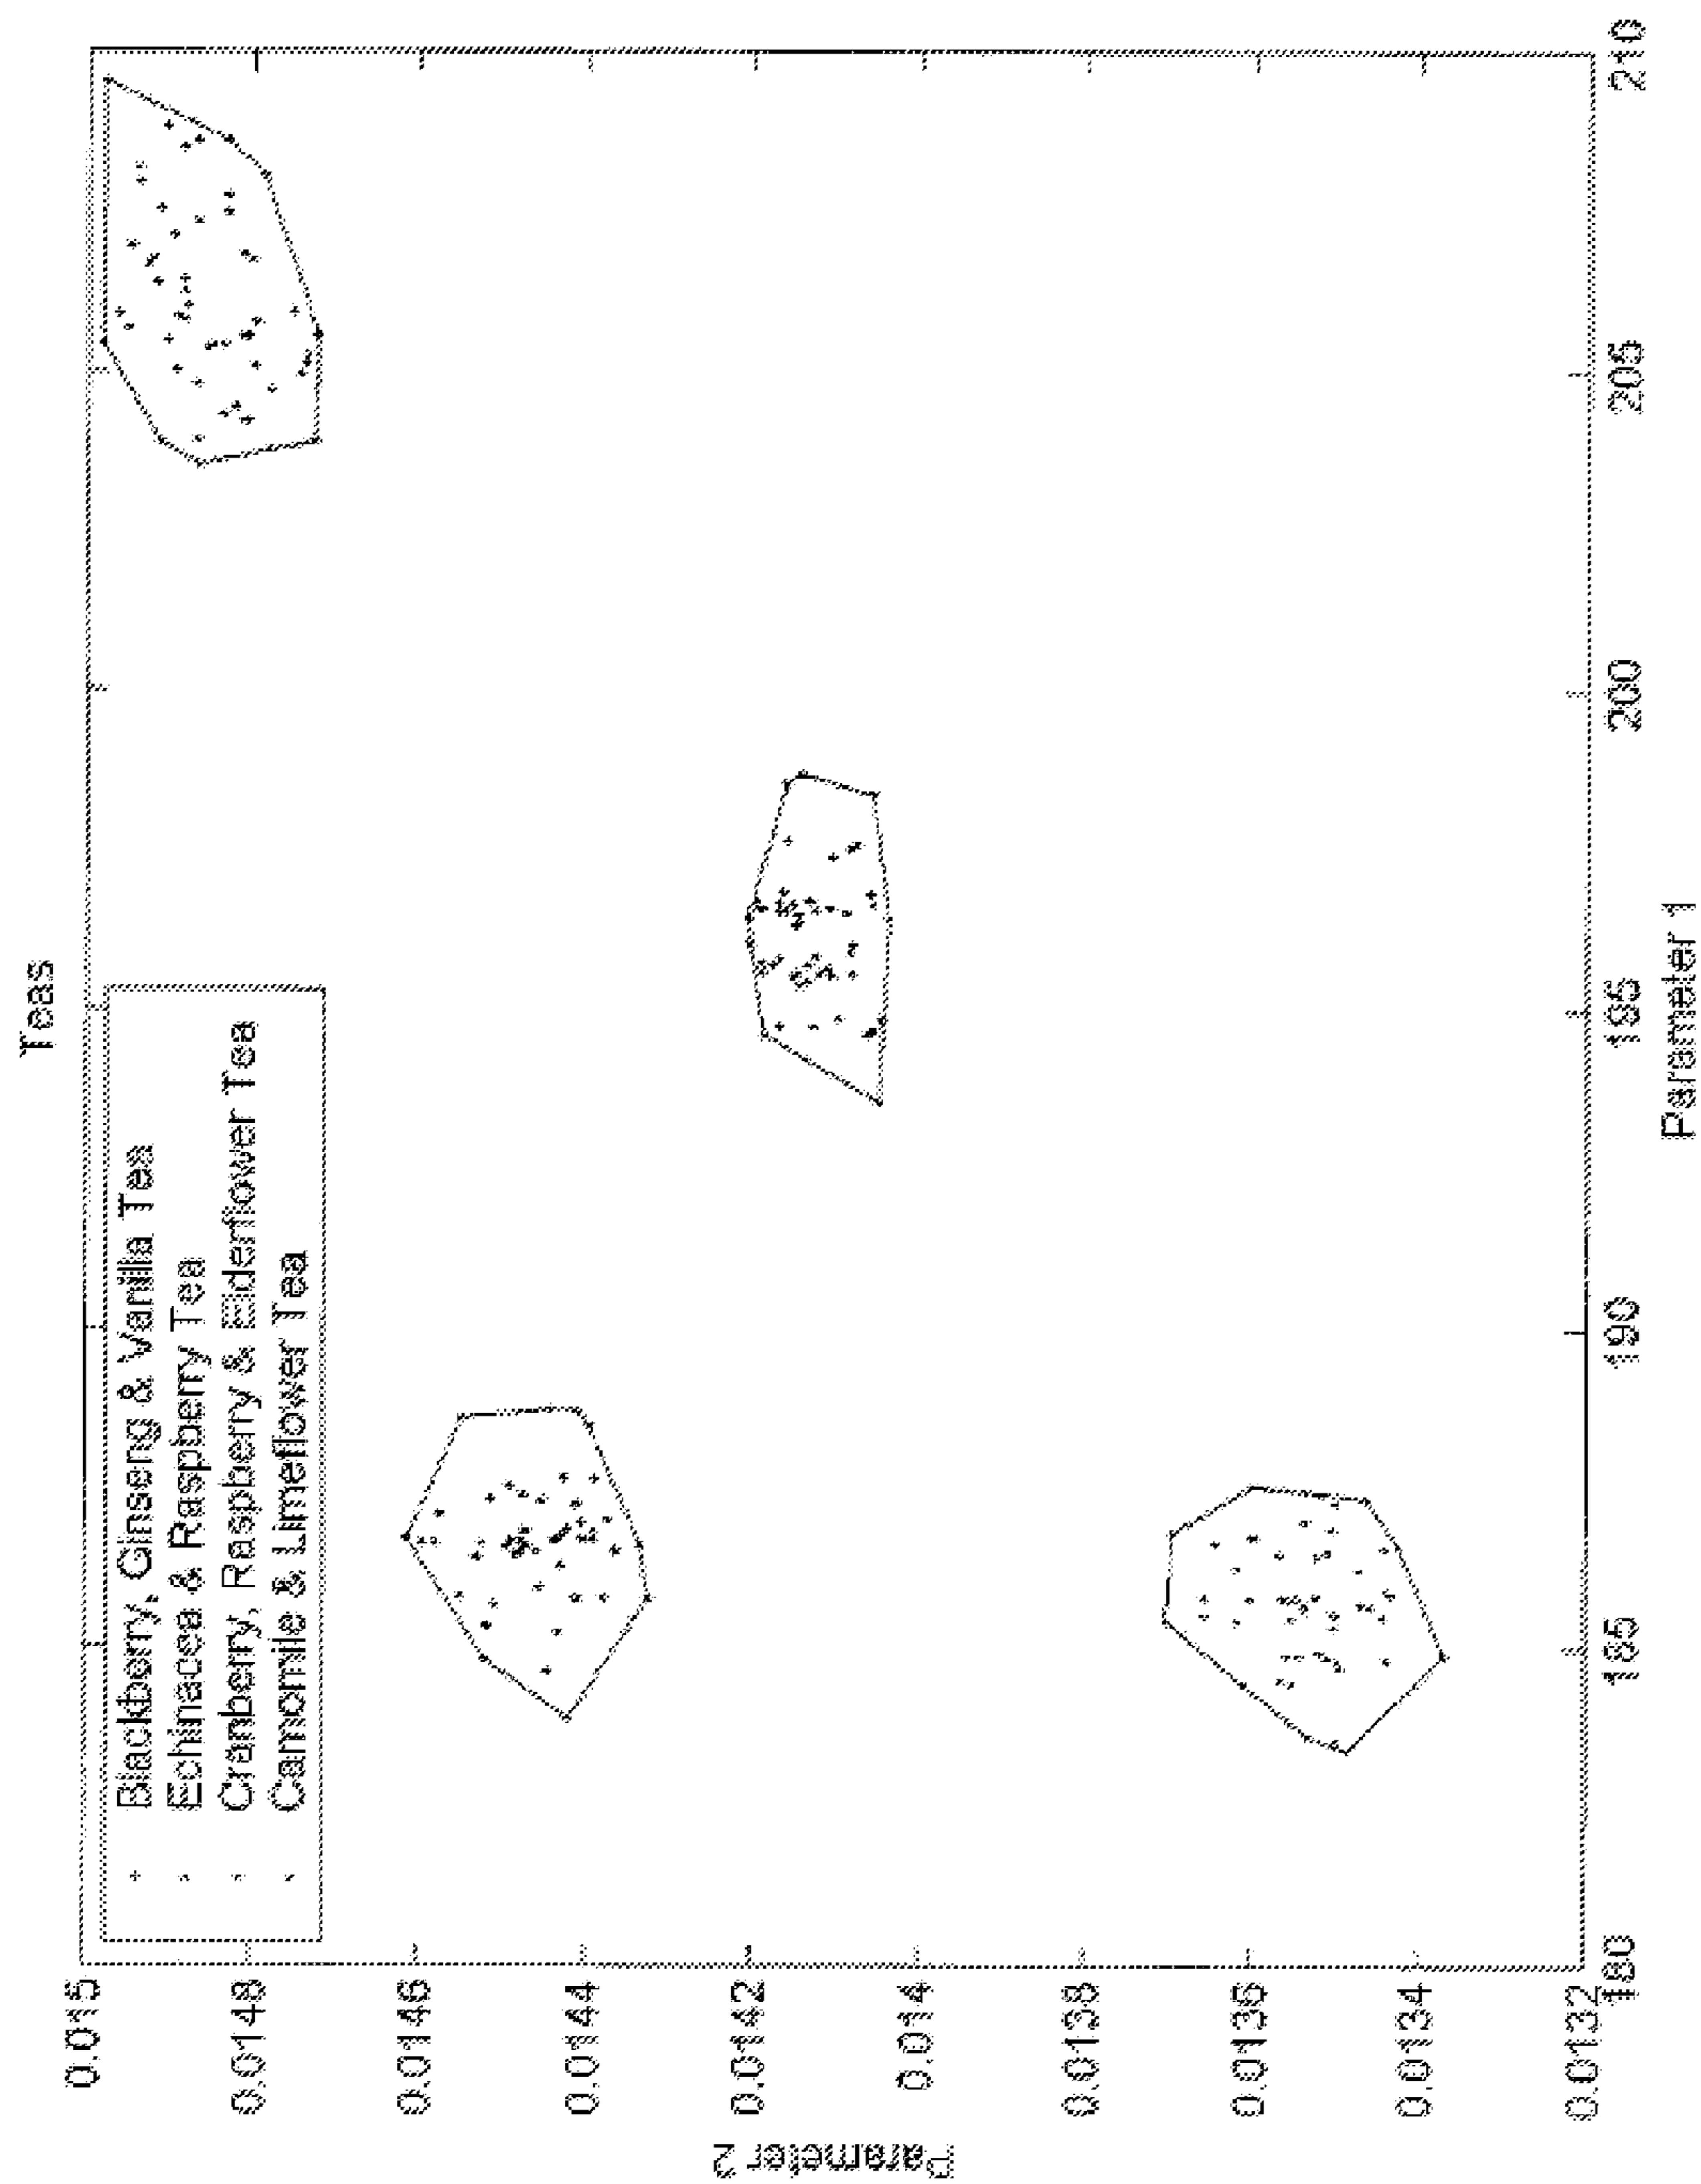 Teas
0.015
0.0148
0.0146
0.0144
0.0142
0.014
0.0138
0.0136
0.0134
0.0132
Parameter 2
Blackberry, Ginseng & Vanilla Tea
Echinacea & Raspberry Tea
Cranberry, Raspberry & Elderflower Tea
Camomile & Limeflower Tea
180
185
190
195
200
205
210
Parameter 1